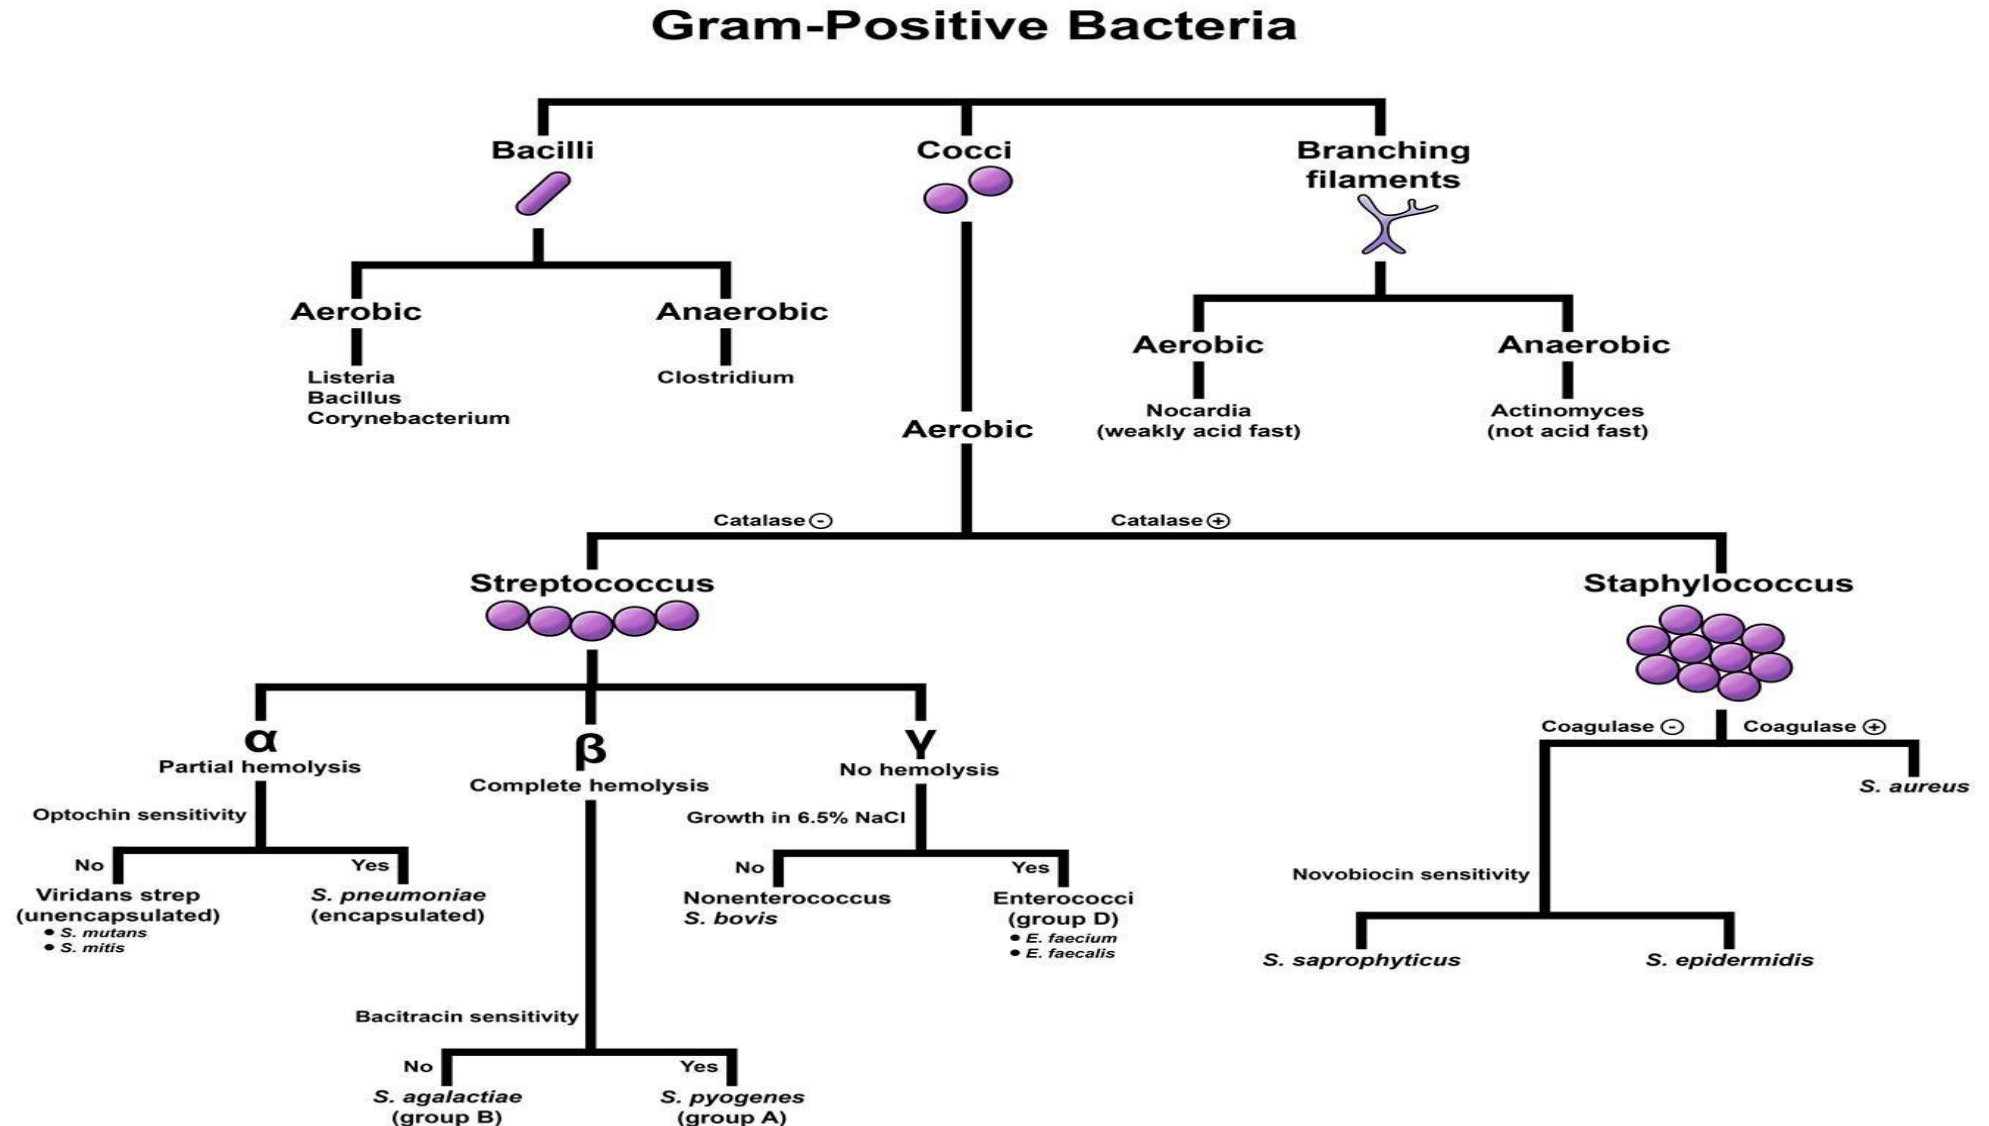 Gram-Positive Bacteria
Bacilli
Cocci
Branching
filaments
Aerobic
Anaerobic
Listeria
Bacillus
Corynebacterium
Clostridium
Aerobic
Aerobic
Anaerobic
Nocardia
(weakly acid fast)
Actinomyces
(not acid fast)
Catalase -
Catalase +
Streptococcus
Staphylococcus
α
Partial hemolysis
β
Complete hemolysis
γ
No hemolysis
Coagulase -
Coagulase +
S. aureus
Optochin sensitivity
No
Yes
Viridans strep
(unencapsulated)
• S. mutans
• S. mitis
S. pneumoniae
(encapsulated)
Growth in 6.5% NaCl
No
Yes
Nonenterococcus
S. bovis
Enterococci
(group D)
• E. faecium
• E. faecalis
Novobiocin sensitivity
S. saprophyticus
S. epidermidis
Bacitracin sensitivity
No
Yes
S. agalactiae
(group B)
S. pyogenes
(group A)